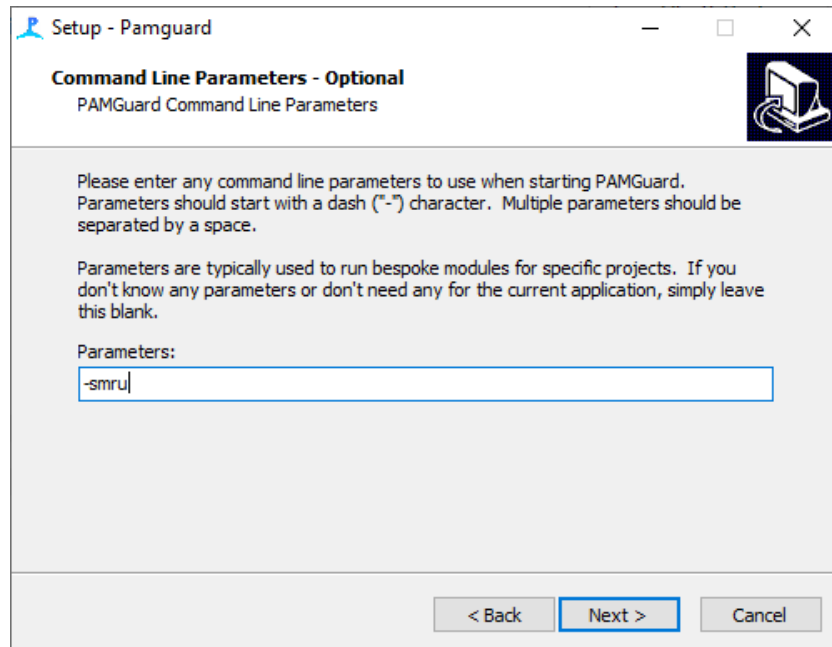 Setup - Pamguard
Command Line Parameters - Optional
PAMGuard Command Line Parameters
Please enter any command line parameters to use when starting PAMGuard.
Parameters should start with a dash ("-") character.  Multiple parameters should be
separated by a space.
Parameters are typically used to run bespoke modules for specific projects.  If you
don't know any parameters or don't need any for the current application, simply leave
this blank.
Parameters:
-smru
< Back
Next >
Cancel